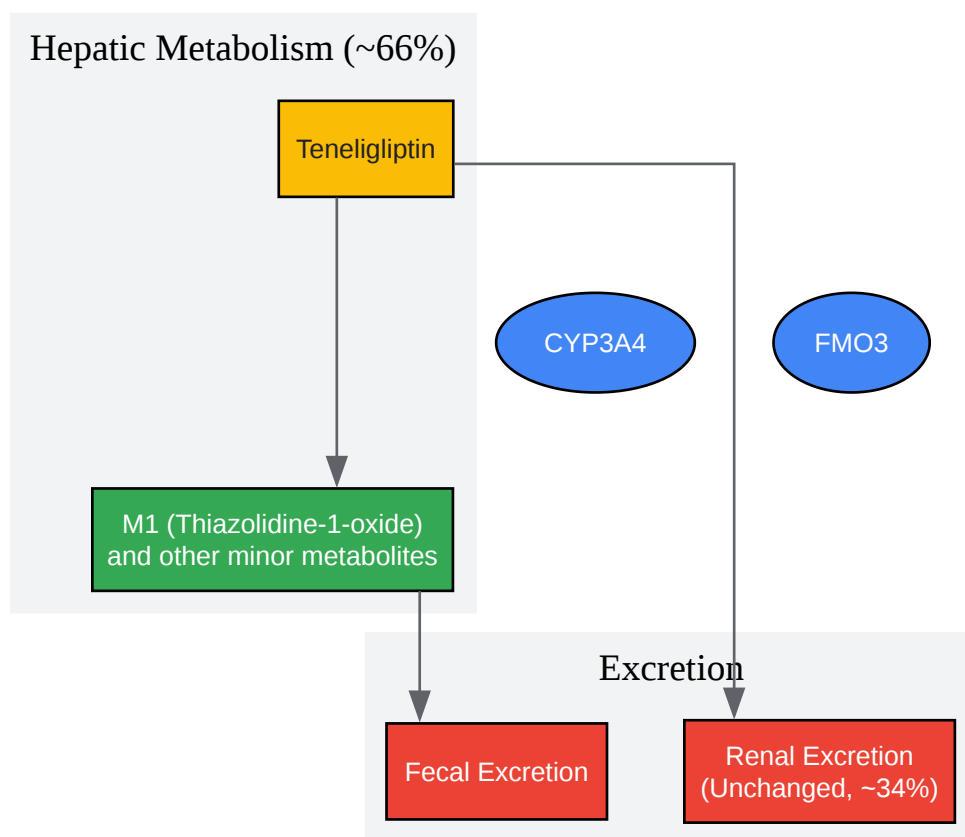 Hepatic Metabolism (~66%)
Teneligliptin
CYP3A4
FMO3
M1 (Thiazolidine-1-oxide)
and other minor metabolites
Excretion
Fecal Excretion
Renal Excretion
(Unchanged, ~34%)